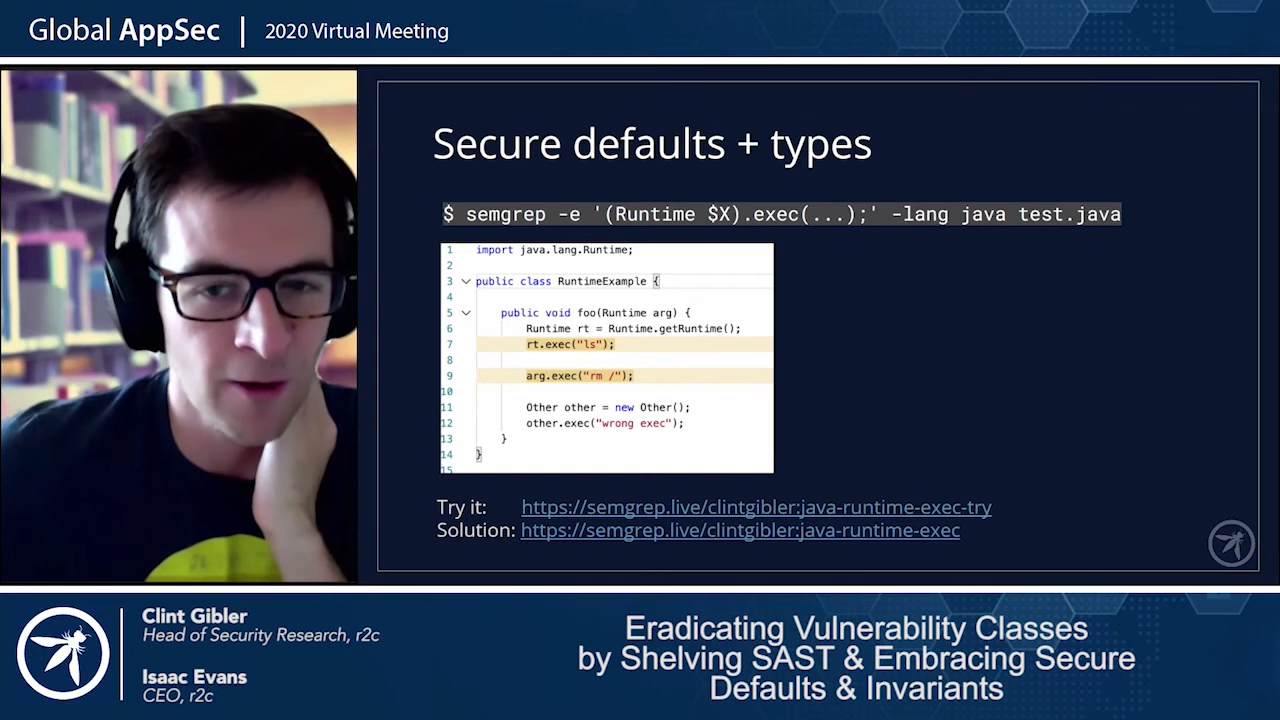 Global AppSec | 2020 Virtual Meeting
Secure defaults + types
$ semgrep -e '(Runtime $X).exec(...);' -lang java test.java
1 import java.lang.Runtime;
2
3 public class RuntimeExample {
4
5 public void foo(Runtime arg) {
6 Runtime rt = Runtime.getRuntime();
7 rt.exec("ls");
8
9 arg.exec("rm /");
10
11 Other other = new Other();
12 other.exec("wrong exec");
13 }
14 }
15
Try it: https://semgrep.live/clintgibler:java-runtime-exec-try
Solution: https://semgrep.live/clintgibler:java-runtime-exec
Clint Gibler
Head of Security Research, r2c
Isaac Evans
CEO, r2c
Eradicating Vulnerability Classes
by Shelving SAST & Embracing Secure
Defaults & Invariants